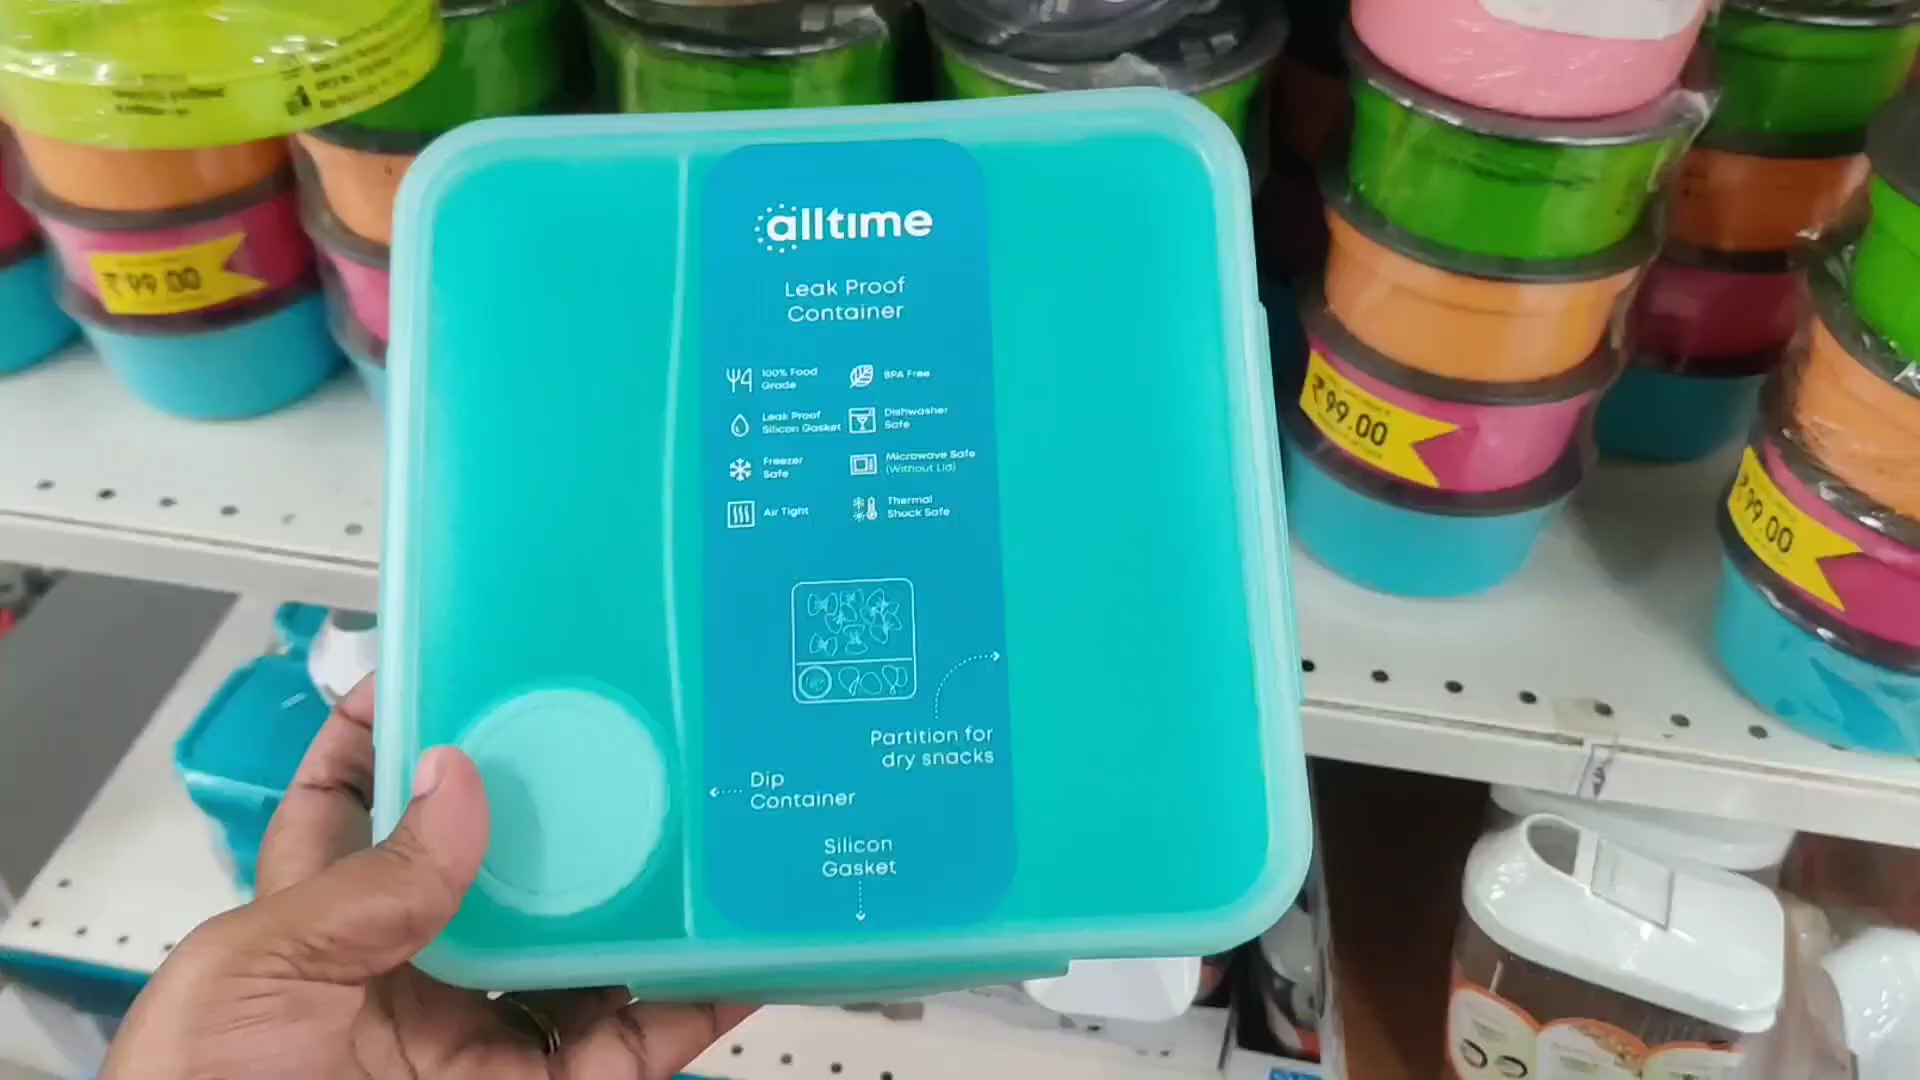 alltime
Leak Proof
Container
100% Food
Grade
BPA Free
Leak Proof
Silicon Gasket
Dishwasher
Safe
Freezer
Safe
Microwave Safe
(Without Lid)
Air Tight
Thermal
Shock Safe
Partition for
dry snacks
Dip
Container
Silicon
Gasket
₹99.00
₹99.00
₹99.00